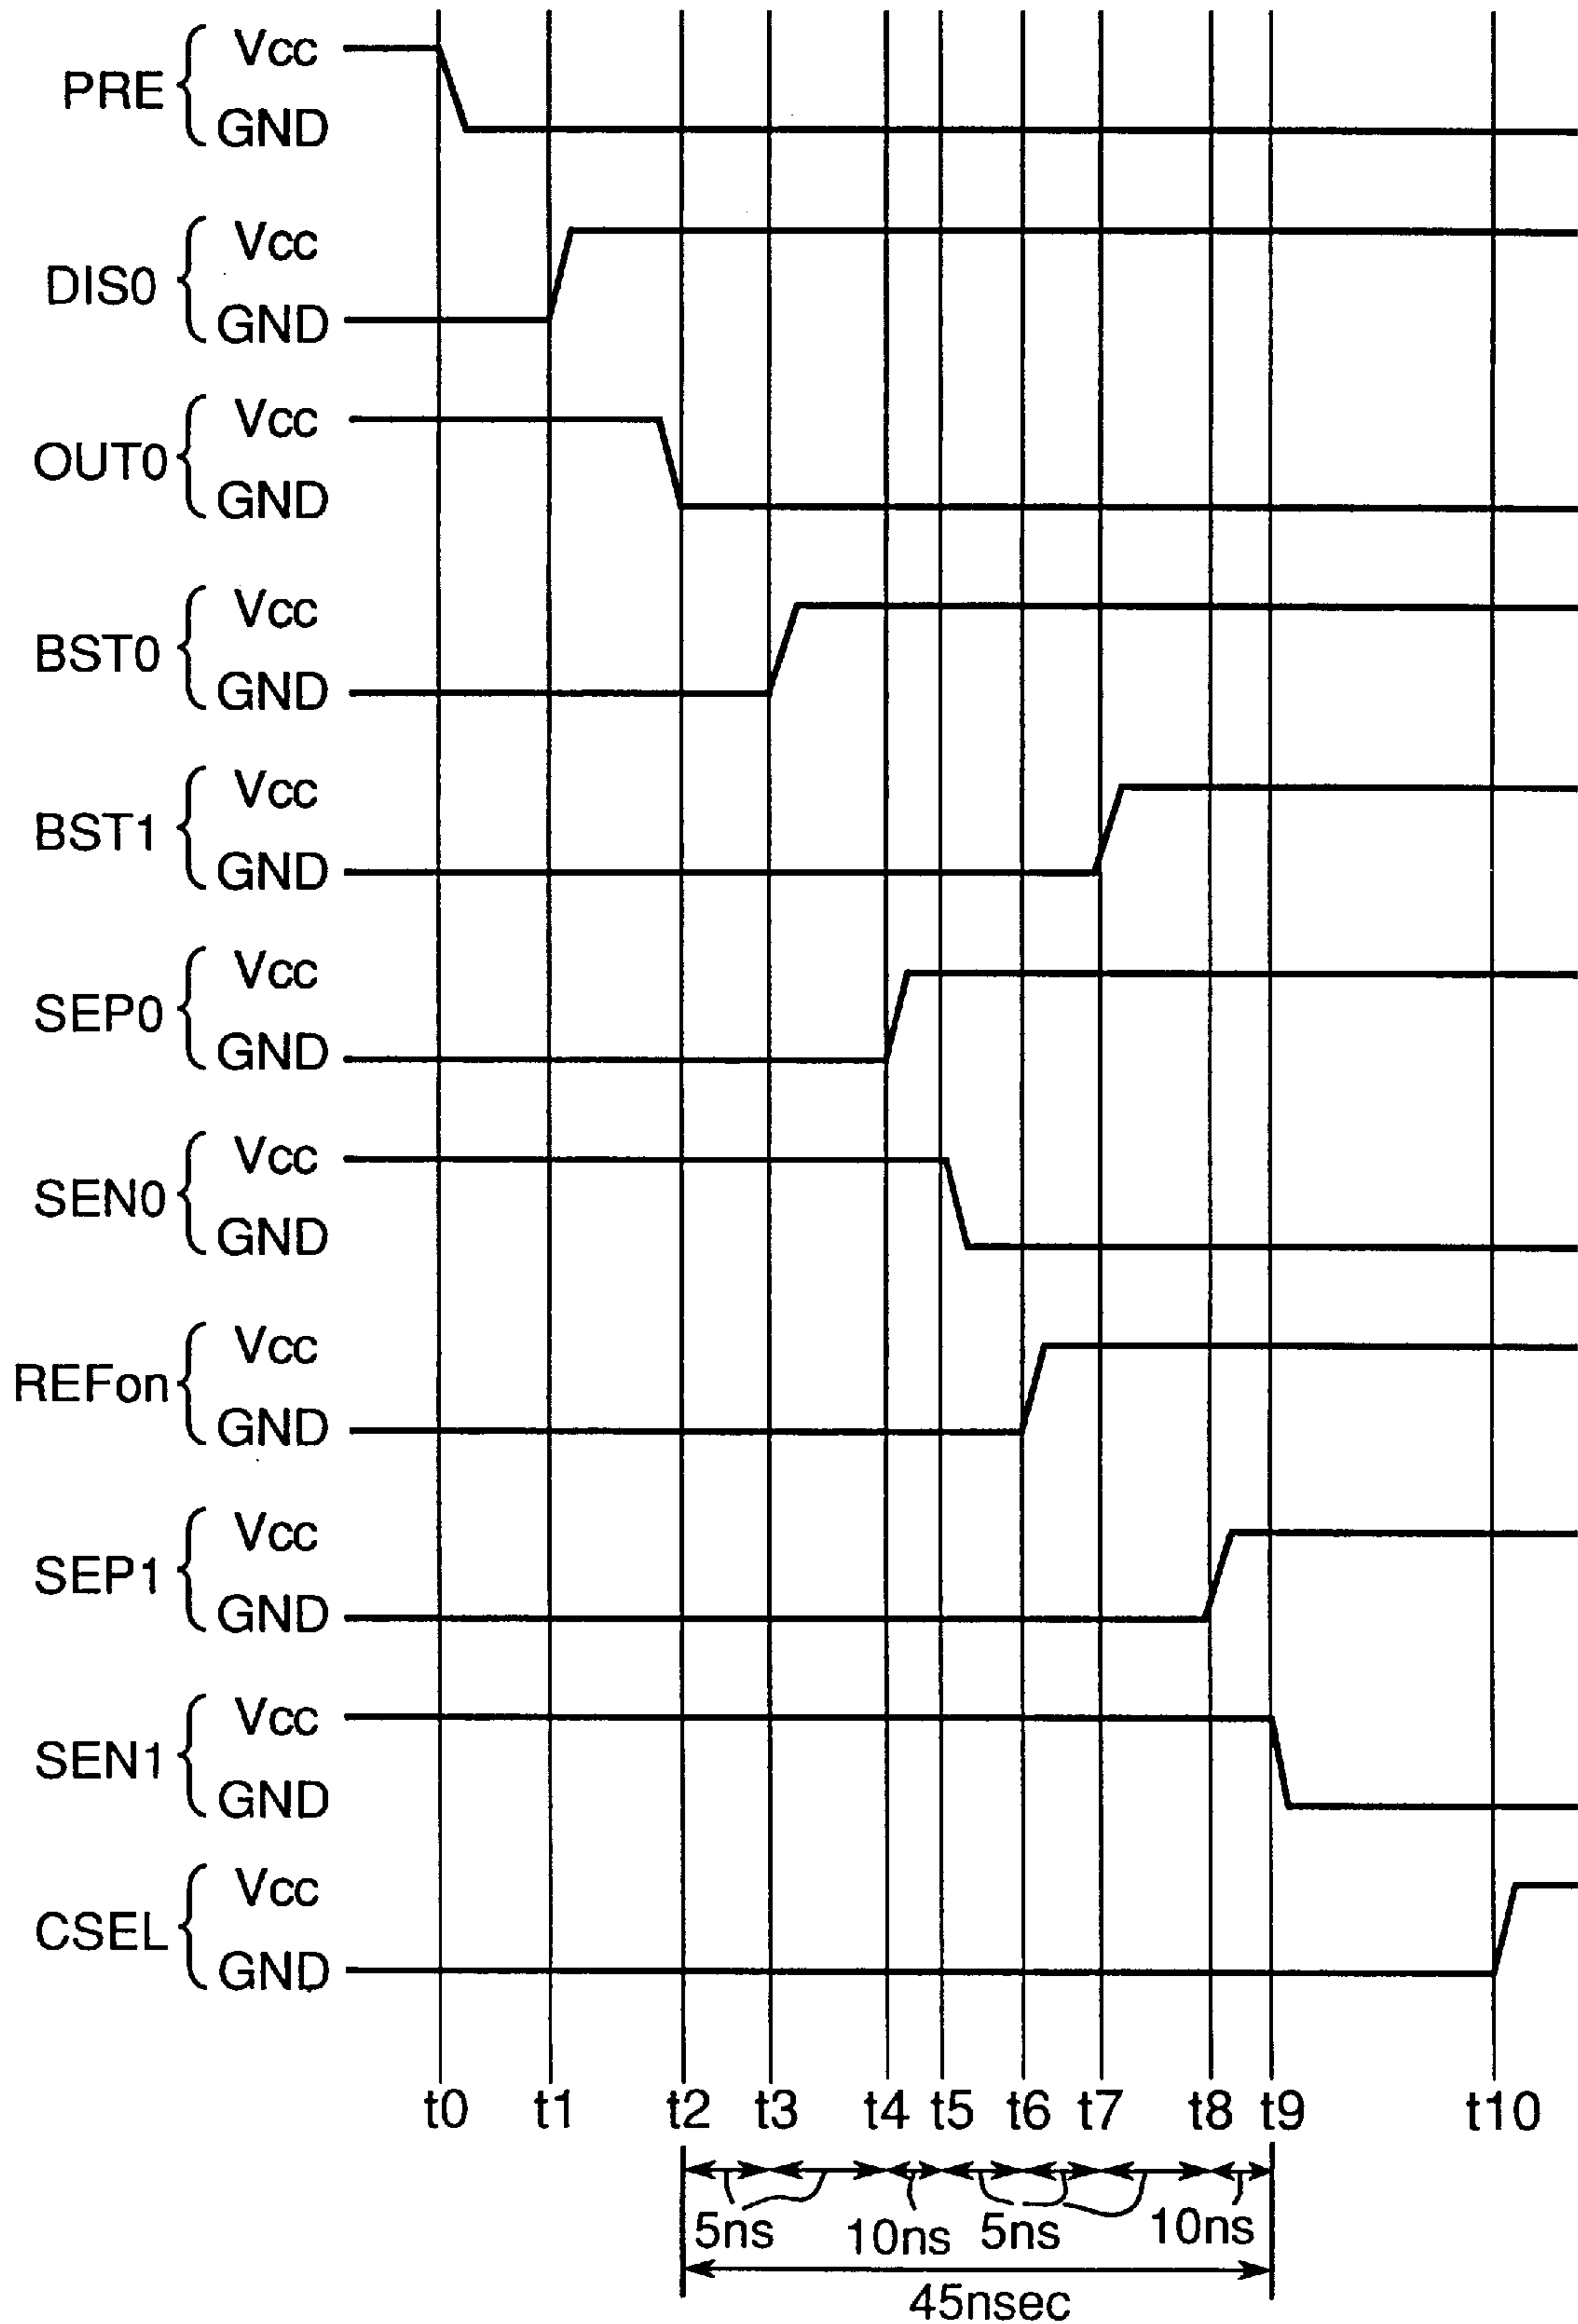 Vcc
PRE
GND
Vcc
DIS0
GND
Vcc
OUT0
GND
Vcc
BST0
GND
Vcc
BST1
GND
Vcc
SEP0
GND
Vcc
SEN0
GND
Vcc
REFon
GND
Vcc
SEP1
GND
Vcc
SEN1
GND
Vcc
CSEL
GND
t0 t1 t2 t3 t4 t5 t6 t7 t8 t9 t10
5ns 10ns 5ns 10ns
45nsec